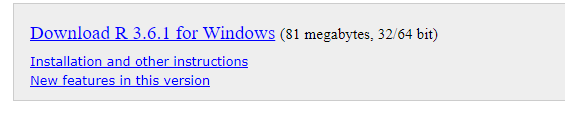 Download R 3.6.1 for Windows (81 megabytes, 32/64 bit)
Installation and other instructions
New features in this version